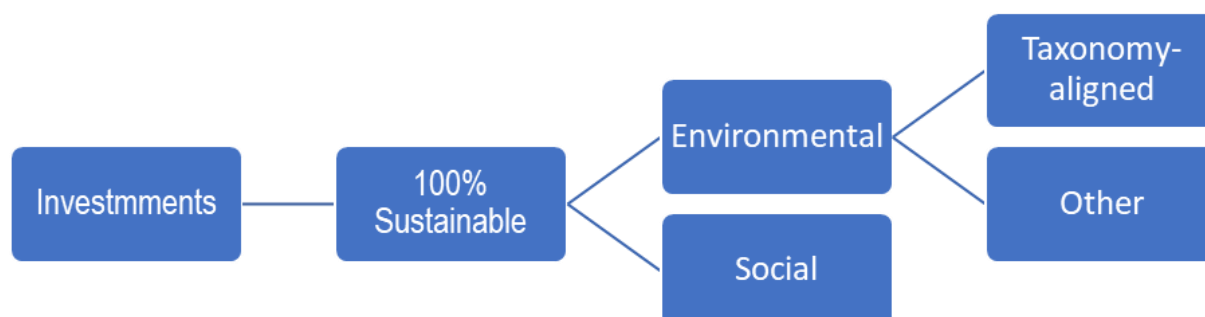 Investmments
100%
Sustainable
Environmental
Social
Taxonomy-
aligned
Other